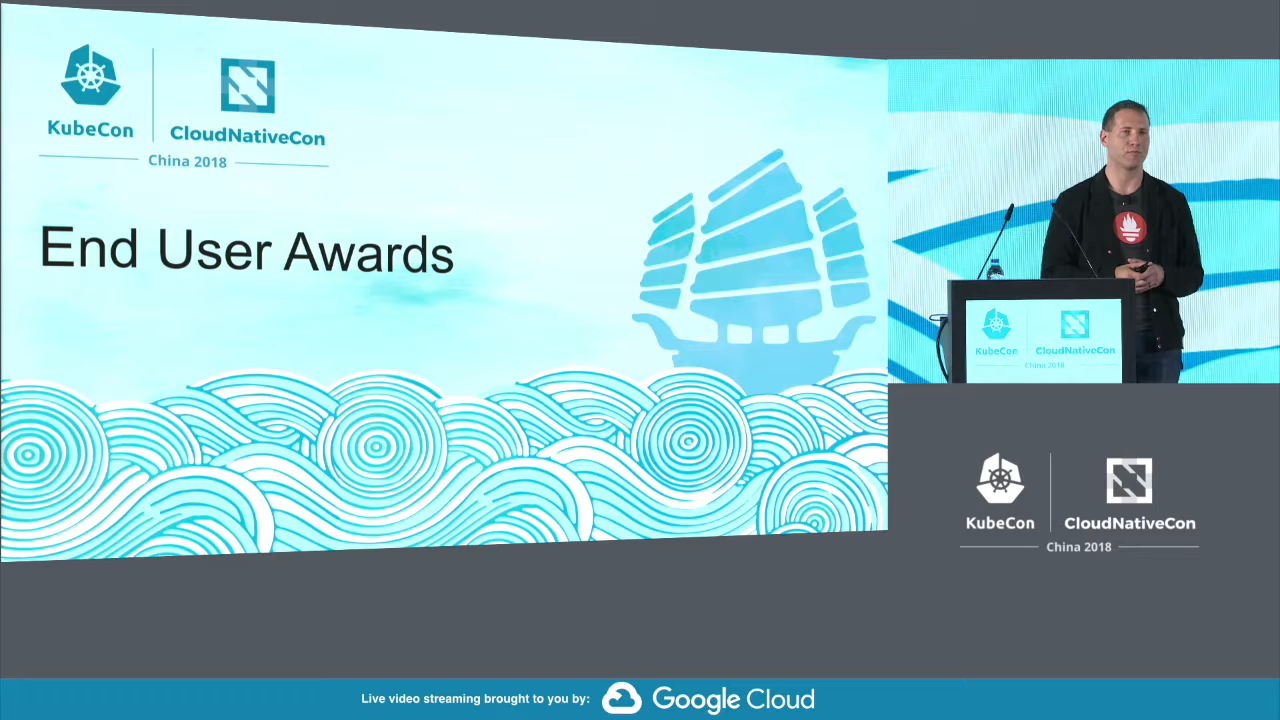 KubeCon
CloudNativeCon
China 2018
End User Awards
KubeCon
CloudNativeCon
China 2018
KubeCon
CloudNativeCon
China 2018
Live video streaming brought to you by:
Google Cloud